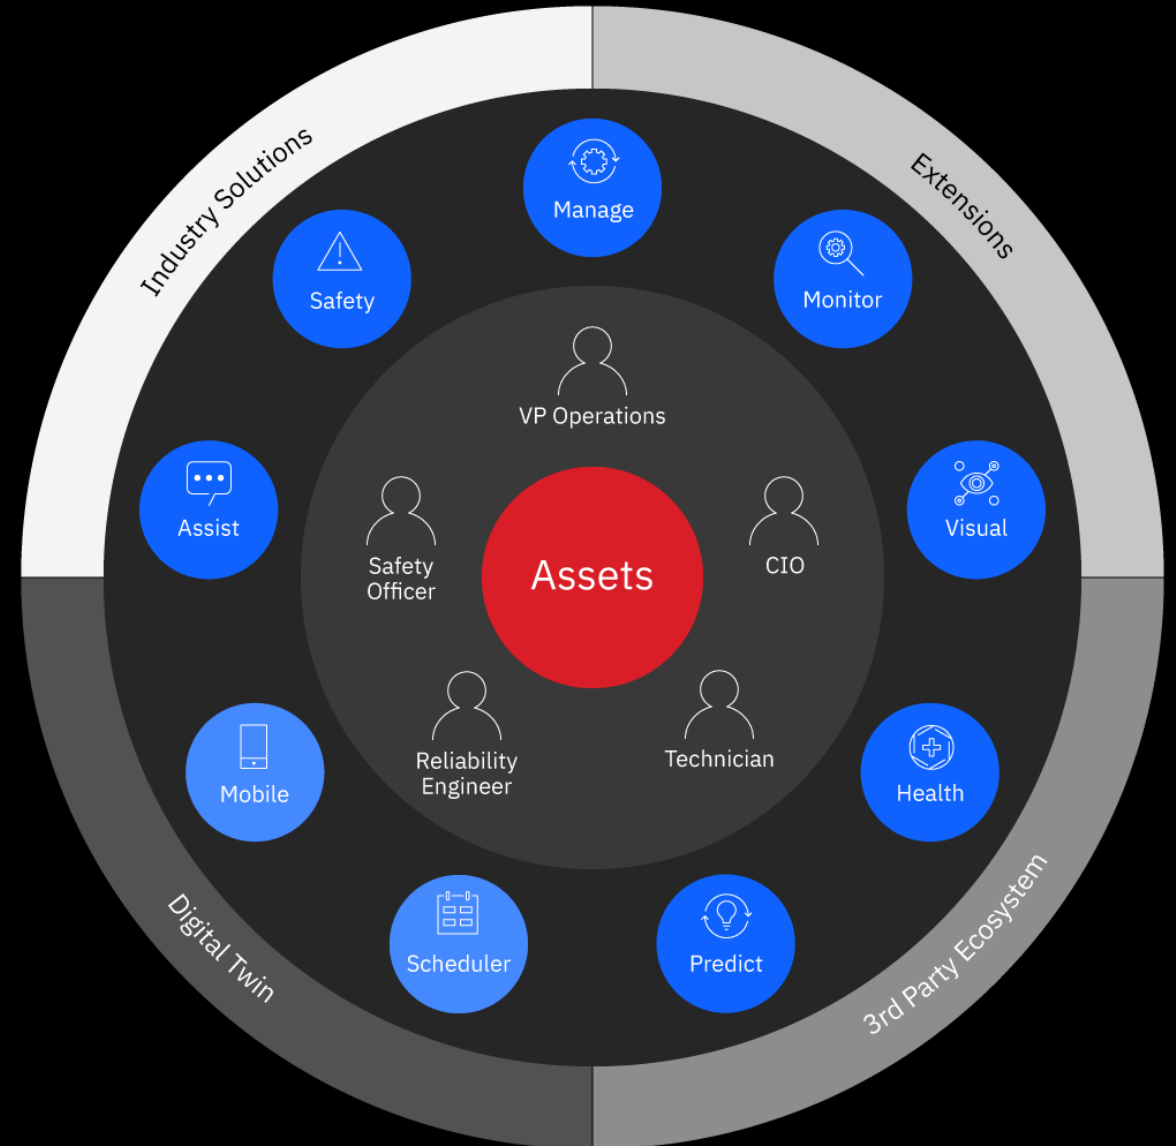 Industry Solutions
Extensions
Manage
Safety
Monitor
VP Operations
Assist
Safety
Officer
Assets
CIO
Visual
Reliability
Engineer
Technician
Mobile
Health
Digital Twin
Scheduler
Predict
3rd Party Ecosystem